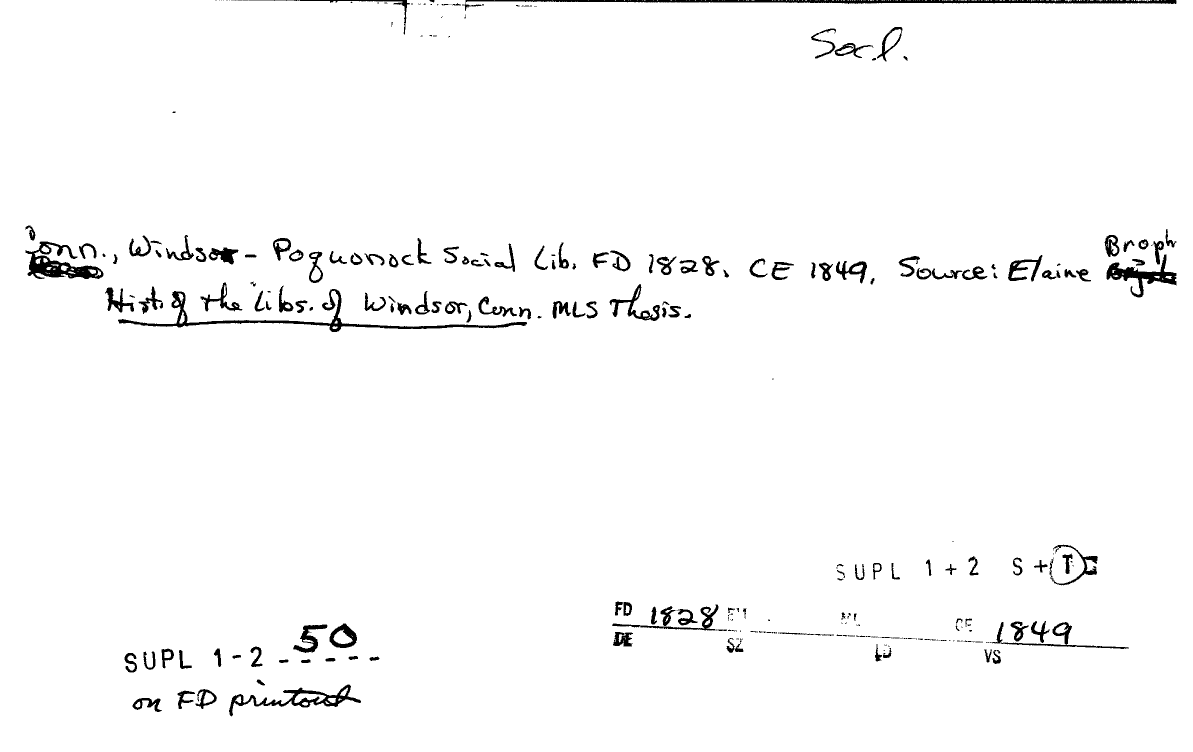 Socl.
Conn., Windsor - Poquonock Social Lib. FD 1828. CE 1849. Source: Elaine Broph
Hist. of the Libs. of Windsor, Conn. MLS Thesis.
SUPL 1 + 2 S + T
FD 1828 EM ML CE 1849
DE SZ LD VS
SUPL 1 - 2 - 50 - -
on FD printout